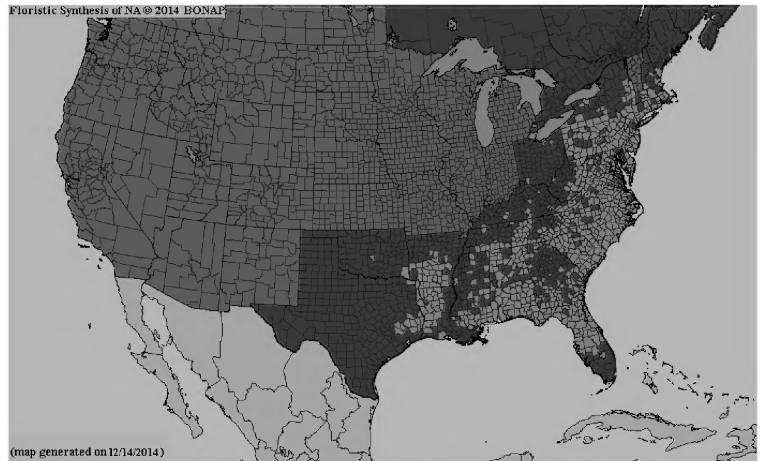 Floristic Synthesis of NA © 2014 BONAP
(map generated on 12/14/2014)